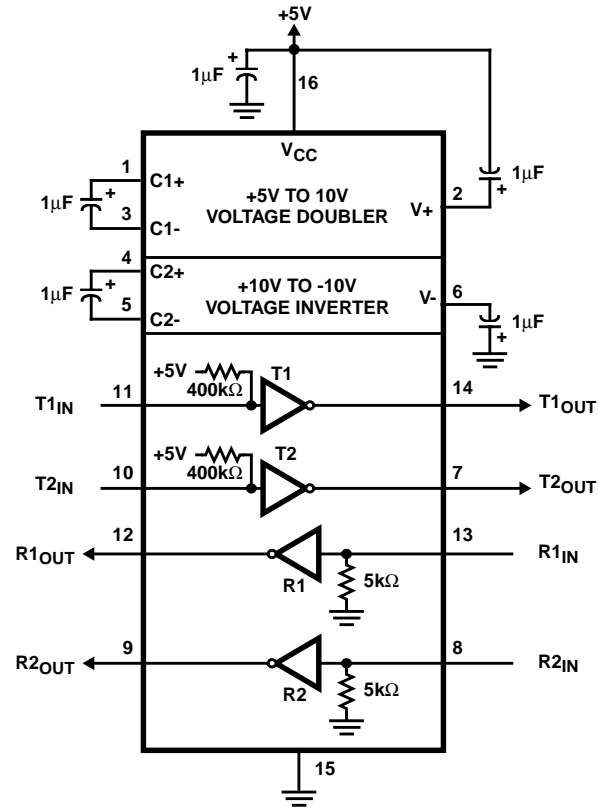 +5V
1μF
+
16
VCC
1
C1+
1μF
+
3
C1-
+5V TO 10V
VOLTAGE DOUBLER
V+
2
1μF
+
4
C2+
1μF
+
5
C2-
+10V TO -10V
VOLTAGE INVERTER
V-
6
1μF
+
+5V
400kΩ
T1
T1IN
11
14
T1OUT
+5V
400kΩ
T2
T2IN
10
7
T2OUT
R1OUT
12
R1
5kΩ
13
R1IN
R2OUT
9
R2
5kΩ
8
R2IN
15